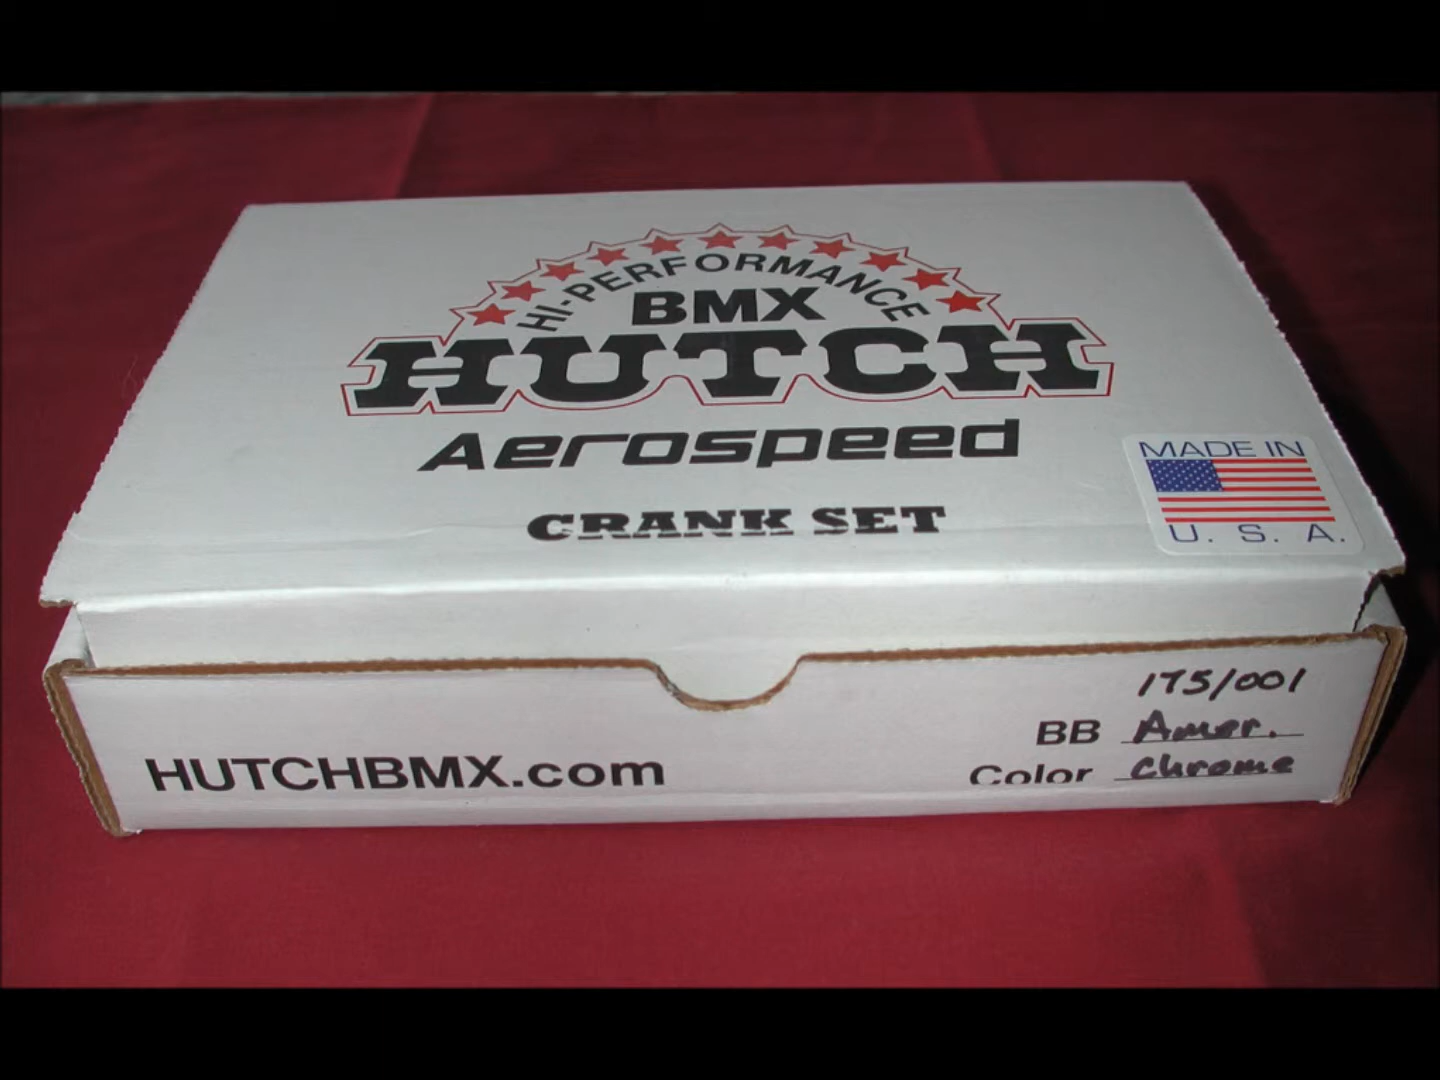 HI-PERFORMANCE
BMX
HUTCH
Aerospeed
CRANK SET
MADE IN
U. S. A.
175/001
BB Amer.
Color Chrome
HUTCHBMX.com